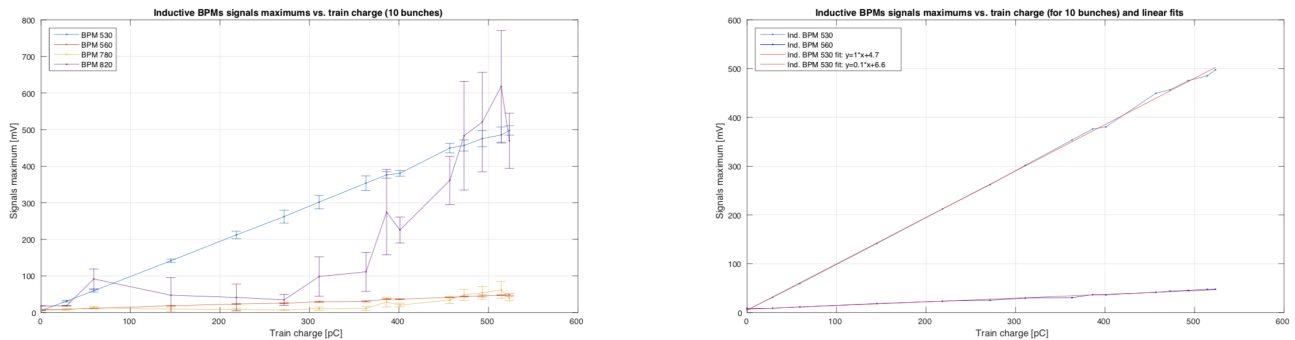 Inductive BPMs signals maximums vs. train charge (10 bunches)
BPM 530
BPM 560
BPM 780
BPM 820
Signals maximum [mV]
800
700
600
500
400
300
200
100
0
0 100 200 300 400 500 600
Train charge [pC]
Inductive BPMs signals maximums vs. train charge (for 10 bunches) and linear fits
Ind. BPM 530
Ind. BPM 560
Ind. BPM 530 fit: y=1*x+4.7
Ind. BPM 530 fit: y=0.1*x+6.6
Signals maximum [mV]
600
500
400
300
200
100
0
0 100 200 300 400 500 600
Train charge [pC]